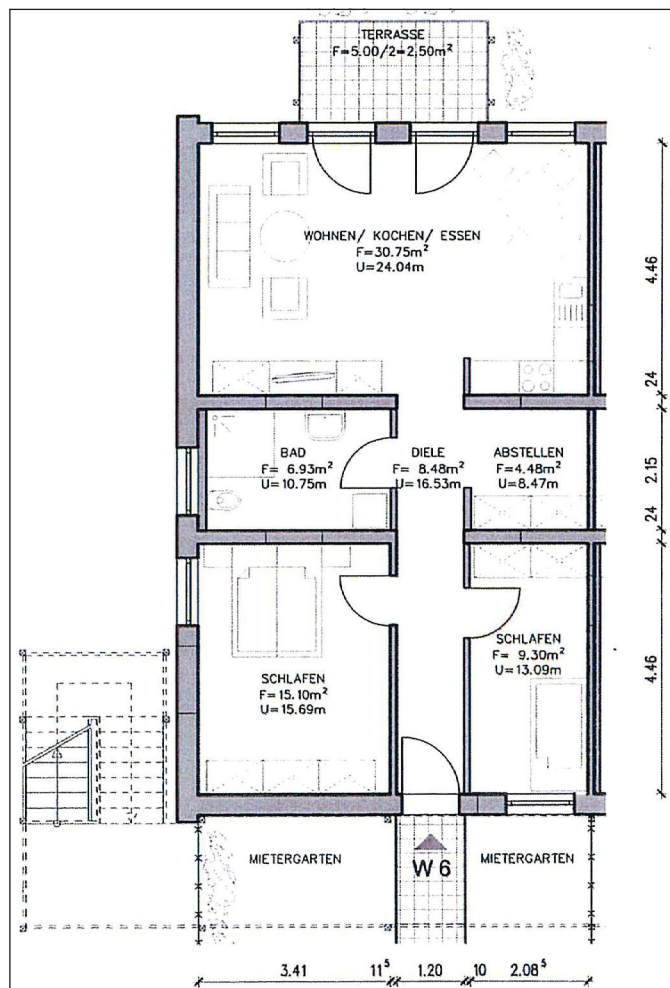 TERRASSE
F=5.00/2=2.50m²
WOHNEN/ KOCHEN/ ESSEN
F=30.75m²
U=24.04m
4.46
24
BAD
F= 6.93m²
U=10.75m
DIELE
F= 8.48m²
U=16.53m
ABSTELLEN
F=4.48m²
U=8.47m
2.15
24
SCHLAFEN
F=15.10m²
U=15.69m
SCHLAFEN
F= 9.30m²
U=13.09m
4.46
MIETERGARTEN
W 6
MIETERGARTEN
3.41 11⁵ 1.20 10 2.08⁵